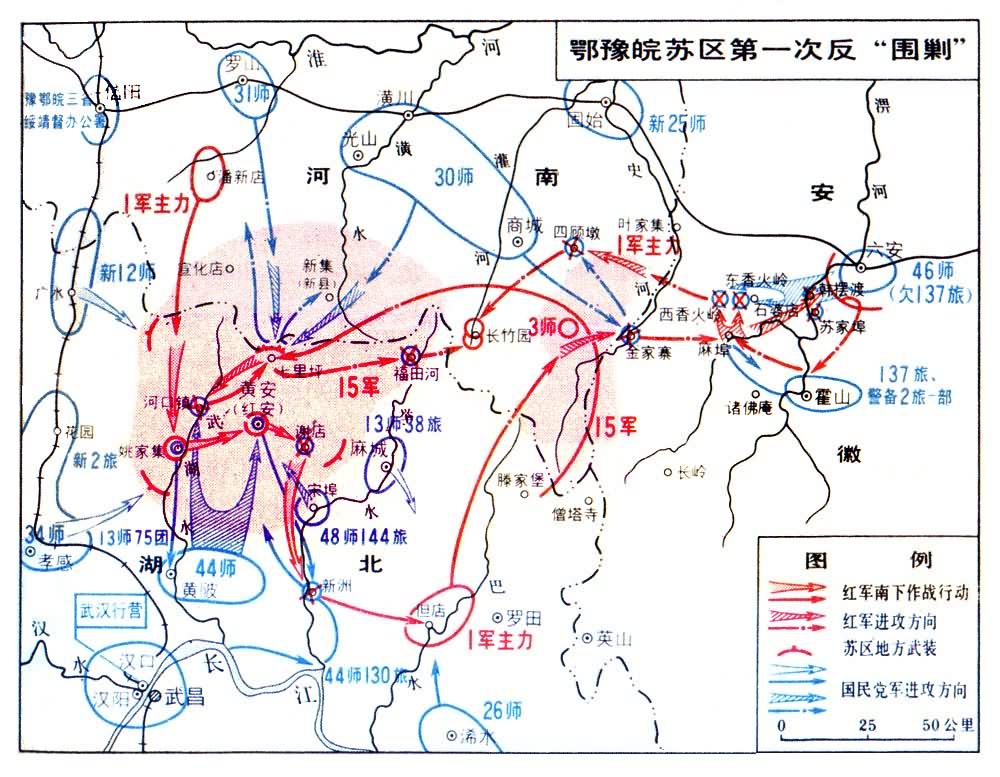 鄂豫皖苏区第一次反“围剿”
淮
河
罗山
31师
信阳
豫鄂皖三省
绥靖督办公署
潢川
光山
潢
固始
新25师
淠
河
灌
史
潘新店
河
30师
南
安
1军主力
商城
四顾墩
叶家集
1军主力
六安
水
河
新12师
宣化店
新集
(新县)
46师
(欠137旅)
东香火岭
韩摆渡
石婆店
西香火岭
苏家埠
广水
河
3师
长竹园
金家寨
麻埠
七里坪
15军
福田河
黄安
(红安)
137旅、
警备2旅一部
霍山
诸佛庵
河口镇
武
举
13师38旅
15军
花园
新2旅
姚家集
谢店
麻城
徽
湖
长岭
滕家堡
宋埠
僧塔寺
水
34师
孝感
13师75团
水
48师144旅
湖
44师
北
黄陂
新洲
巴
武汉行营
但店
罗田
汉
水
汉口
长
1军主力
英山
汉阳
武昌
江
44师130旅
水
26师
浠水
图 例
红军南下作战行动
红军进攻方向
苏区地方武装
国民党军进攻方向
0 25 50公里